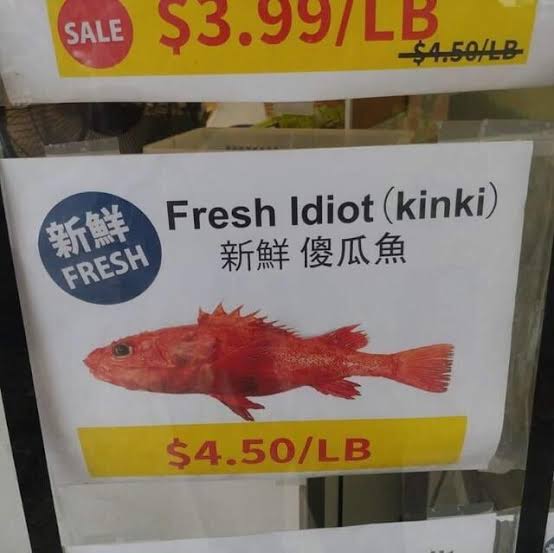 SALE
$3.99/LB
$4.50/LB
新鮮
FRESH
Fresh Idiot (kinki)
新鮮 傻瓜魚
$4.50/LB